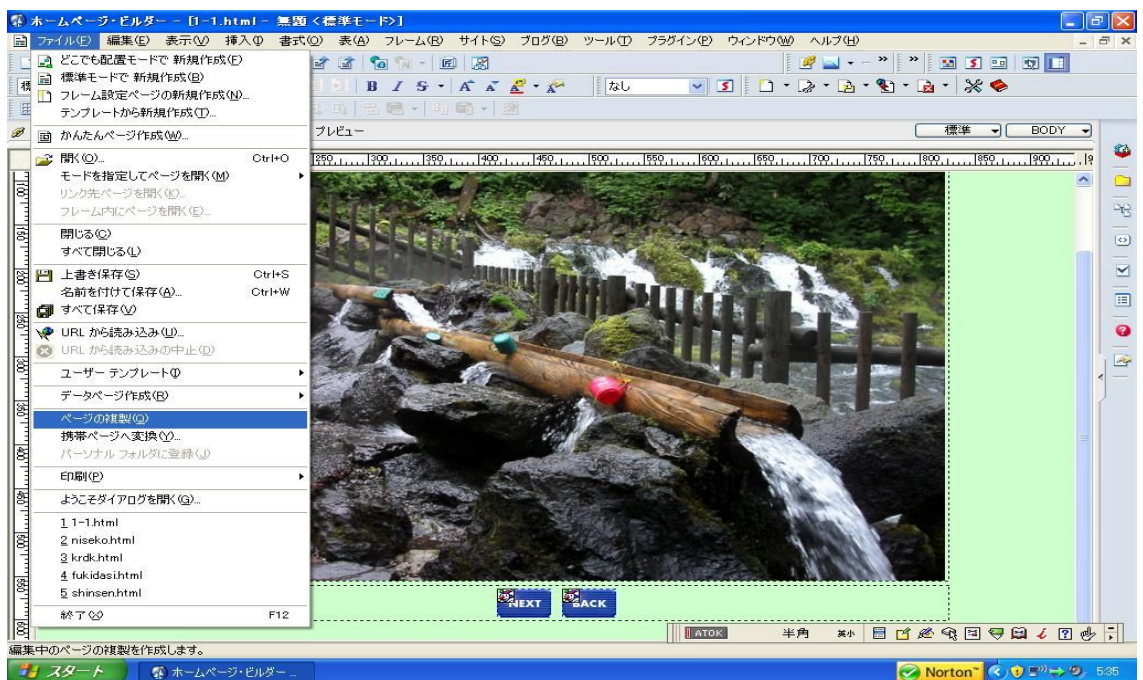 ホームページ・ビルダー - [1-1.html - 無題 <標準モード>]
ファイル(F) 編集(E) 表示(V) 挿入(I) 書式(O) 表(A) フレーム(R) サイト(S) ブログ(B) ツール(T) プラグイン(P) ウィンドウ(W) ヘルプ(H)
どこでも配置モードで 新規作成(F)
標準モードで 新規作成(B)
なし
フレーム設定ページの新規作成(N)...
テンプレートから新規作成(T)...
プレビュー
標準
BODY
かんたんページ作成(W)...
開く(O)... Ctrl+O
250 300 350 400 450 500 550 600 650 700 750 800 850 900
モードを指定してページを開く(M)
リンク先ページを開く(K)...
フレーム内にページを開く(E)...
閉じる(C)
すべて閉じる(L)
上書き保存(S) Ctrl+S
名前を付けて保存(A)... Ctrl+W
すべて保存(V)
URL から読み込み(U)...
URL から読み込みの中止(D)
ユーザー テンプレート(I)
データページ作成(R)
ページの複製(Q)
携帯ページへ変換(Y)...
パーソナル フォルダに登録(J)
印刷(P)
ようこそダイアログを開く(G)...
1 1-1.html
2 niseko.html
3 krdk.html
4 fukidasi.html
5 shinsen.html
終了(X) F12
NEXT BACK
ATOK 半角 英小
編集中のページの複製を作成します。
スタート ホームページ・ビルダー - ... Norton 5:35